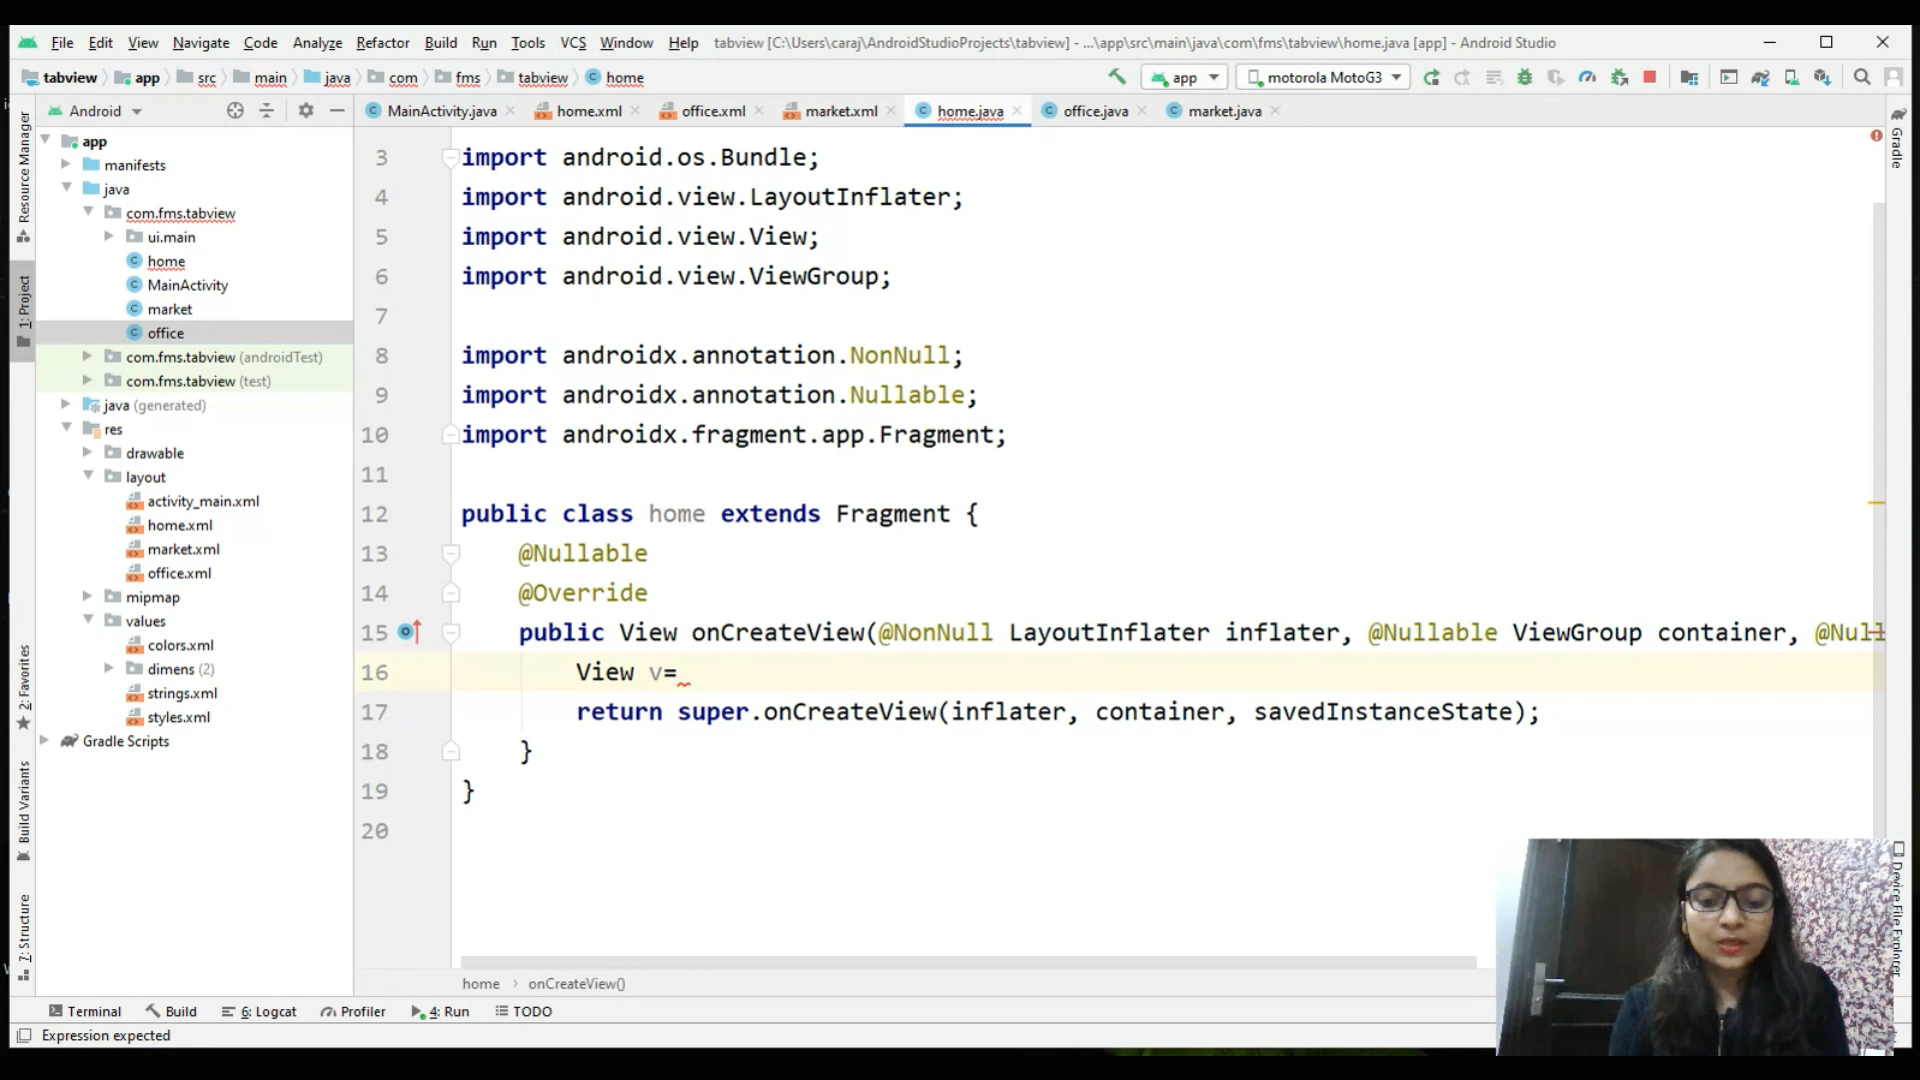 File Edit View Navigate Code Analyze Refactor Build Run Tools VCS Window Help tabview [C:\Users\caraj\AndroidStudioProjects\tabview] - ...\app\src\main\java\com\fms\tabview\home.java [app] - Android Studio
tabview app src main java com fms tabview home app motorola MotoG3
Android MainActivity.java home.xml office.xml market.xml home.java office.java market.java
Resource Manager
1: Project
2: Favorites
Build Variants
7: Structure
app
manifests
java
com.fms.tabview
ui.main
home
MainActivity
market
office
com.fms.tabview (androidTest)
com.fms.tabview (test)
java (generated)
res
drawable
layout
activity_main.xml
home.xml
market.xml
office.xml
mipmap
values
colors.xml
dimens (2)
strings.xml
styles.xml
Gradle Scripts
3 import android.os.Bundle;
4 import android.view.LayoutInflater;
5 import android.view.View;
6 import android.view.ViewGroup;
7
8 import androidx.annotation.NonNull;
9 import androidx.annotation.Nullable;
10 import androidx.fragment.app.Fragment;
11
12 public class home extends Fragment {
13 @Nullable
14 @Override
15 public View onCreateView(@NonNull LayoutInflater inflater, @Nullable ViewGroup container, @Null
16 View v=
17 return super.onCreateView(inflater, container, savedInstanceState);
18 }
19 }
20
Gradle
Device File Explorer
home › onCreateView()
Terminal Build 6: Logcat Profiler 4: Run TODO
Expression expected